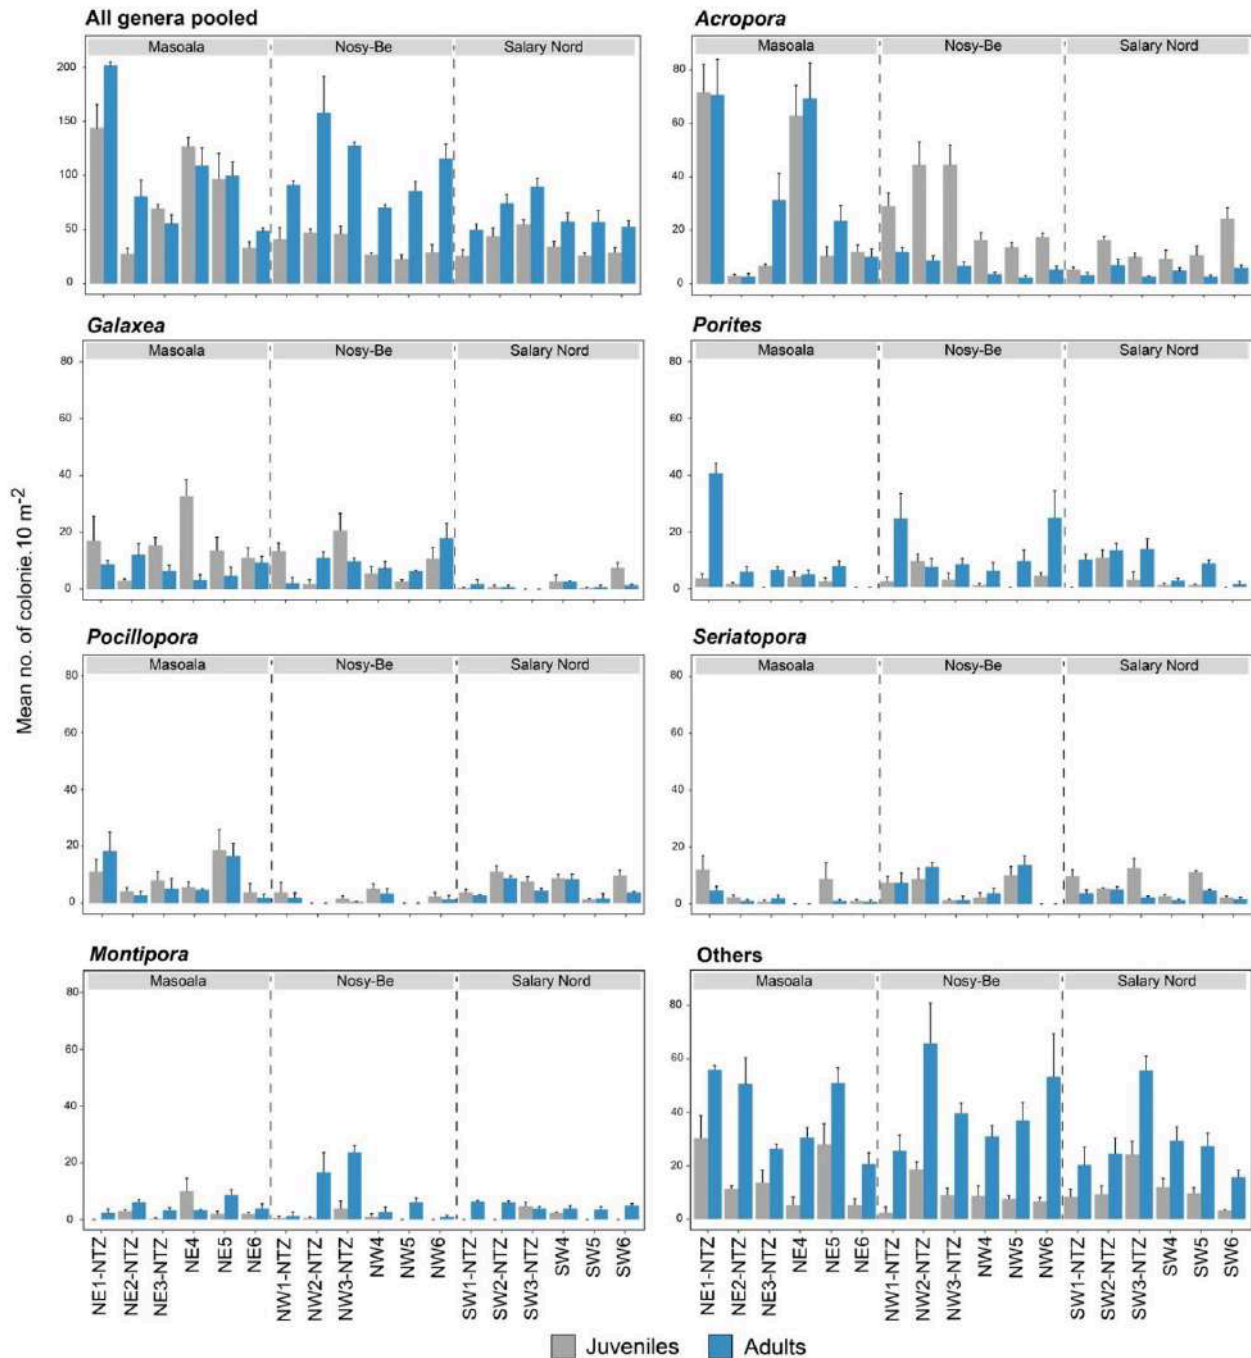 All genera pooled
Masoala Nosy-Be Salary Nord
200
150
100
50
0
Acropora
Masoala Nosy-Be Salary Nord
80
60
40
20
0
Galaxea
Masoala Nosy-Be Salary Nord
80
60
40
20
0
Porites
Masoala Nosy-Be Salary Nord
80
60
40
20
0
Pocillopora
Masoala Nosy-Be Salary Nord
80
60
40
20
0
Seriatopora
Masoala Nosy-Be Salary Nord
80
60
40
20
0
Montipora
Masoala Nosy-Be Salary Nord
80
60
40
20
0
Others
Masoala Nosy-Be Salary Nord
80
60
40
20
0
Mean no. of colonie.10 m-2
NE1-NTZ
NE2-NTZ
NE3-NTZ
NE4
NE5
NE6
NW1-NTZ
NW2-NTZ
NW3-NTZ
NW4
NW5
NW6
SW1-NTZ
SW2-NTZ
SW3-NTZ
SW4
SW5
SW6
NE1-NTZ
NE2-NTZ
NE3-NTZ
NE4
NE5
NE6
NW1-NTZ
NW2-NTZ
NW3-NTZ
NW4
NW5
NW6
SW1-NTZ
SW2-NTZ
SW3-NTZ
SW4
SW5
SW6
Juveniles Adults